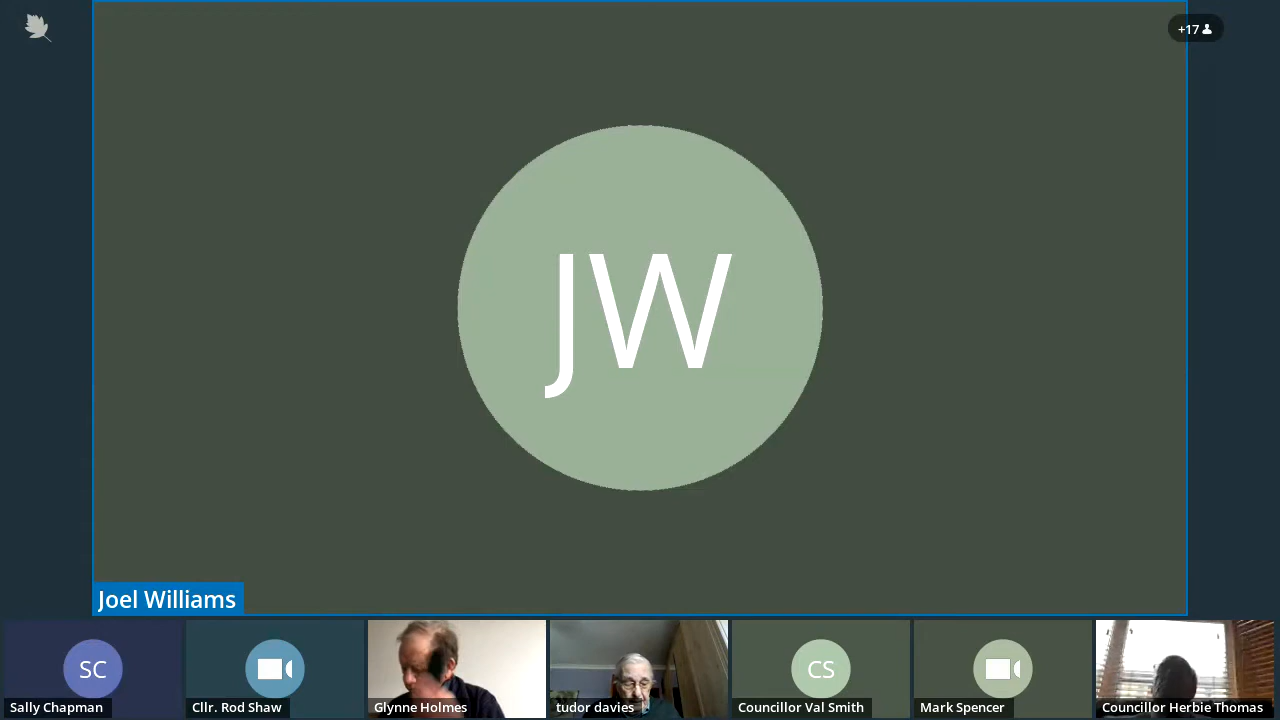 +17
JW
Joel Williams
SC
CS
Sally Chapman
Cllr. Rod Shaw
Glynne Holmes
tudor davies
Councillor Val Smith
Mark Spencer
Councillor Herbie Thomas